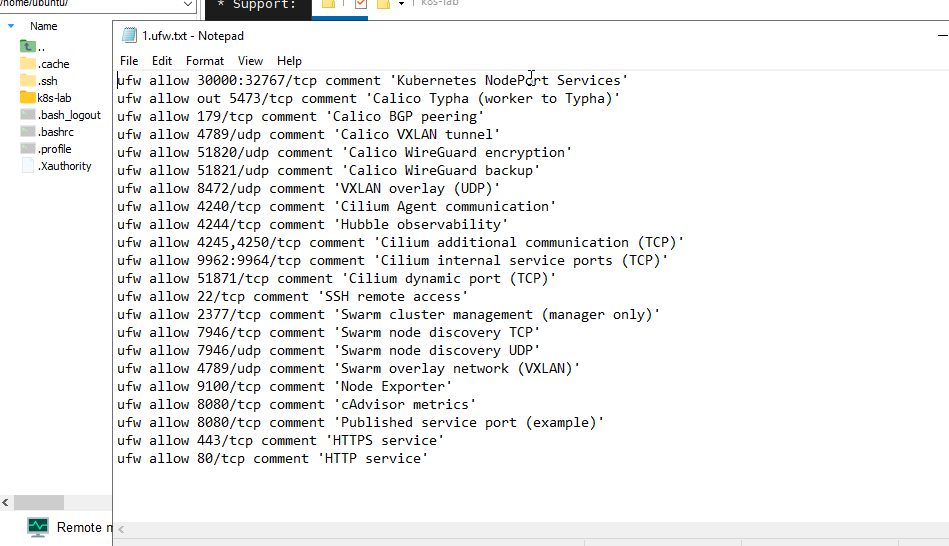 /home/ubuntu/
* Support:
k8s-lab
Name
..
.cache
.ssh
k8s-lab
.bash_logout
.bashrc
.profile
.Xauthority
1.ufw.txt - Notepad
File Edit Format View Help
ufw allow 30000:32767/tcp comment 'Kubernetes NodePort Services'
ufw allow out 5473/tcp comment 'Calico Typha (worker to Typha)'
ufw allow 179/tcp comment 'Calico BGP peering'
ufw allow 4789/udp comment 'Calico VXLAN tunnel'
ufw allow 51820/udp comment 'Calico WireGuard encryption'
ufw allow 51821/udp comment 'Calico WireGuard backup'
ufw allow 8472/udp comment 'VXLAN overlay (UDP)'
ufw allow 4240/tcp comment 'Cilium Agent communication'
ufw allow 4244/tcp comment 'Hubble observability'
ufw allow 4245,4250/tcp comment 'Cilium additional communication (TCP)'
ufw allow 9962:9964/tcp comment 'Cilium internal service ports (TCP)'
ufw allow 51871/tcp comment 'Cilium dynamic port (TCP)'
ufw allow 22/tcp comment 'SSH remote access'
ufw allow 2377/tcp comment 'Swarm cluster management (manager only)'
ufw allow 7946/tcp comment 'Swarm node discovery TCP'
ufw allow 7946/udp comment 'Swarm node discovery UDP'
ufw allow 4789/udp comment 'Swarm overlay network (VXLAN)'
ufw allow 9100/tcp comment 'Node Exporter'
ufw allow 8080/tcp comment 'cAdvisor metrics'
ufw allow 8080/tcp comment 'Published service port (example)'
ufw allow 443/tcp comment 'HTTPS service'
ufw allow 80/tcp comment 'HTTP service'
Remote